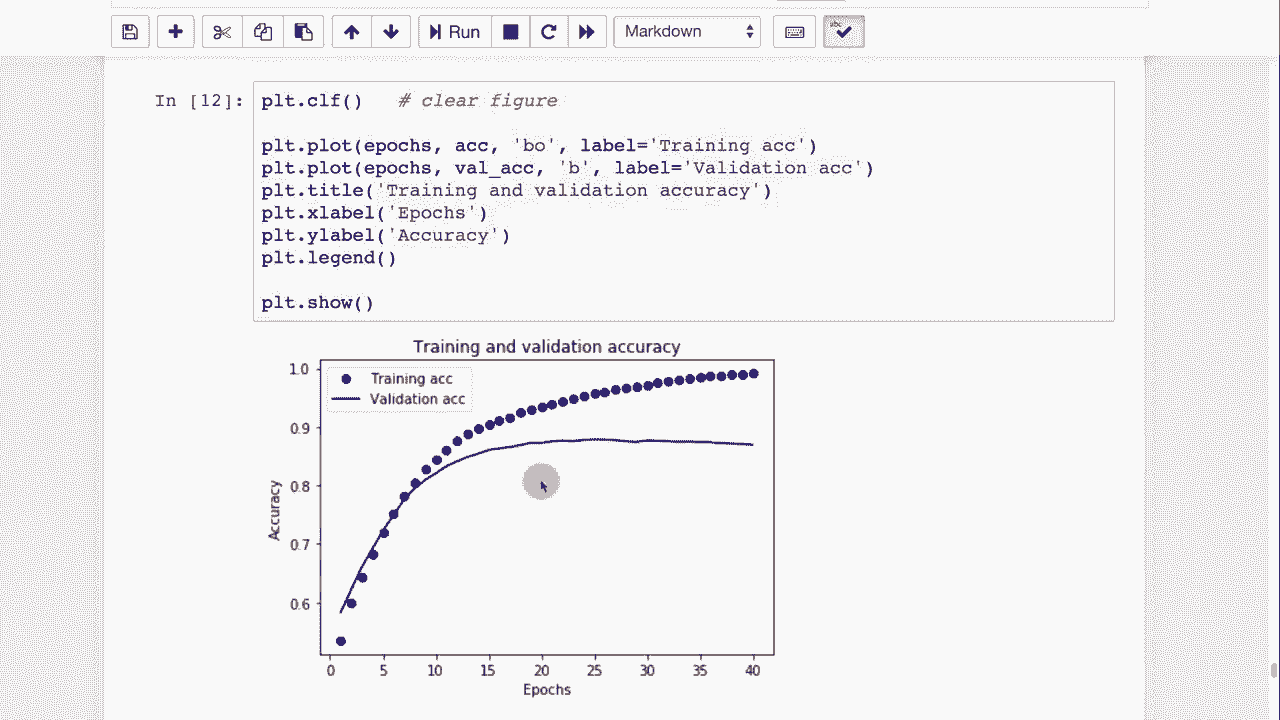 Run
Markdown
abc
In [12]:
plt.clf()   # clear figure
plt.plot(epochs, acc, 'bo', label='Training acc')
plt.plot(epochs, val_acc, 'b', label='Validation acc')
plt.title('Training and validation accuracy')
plt.xlabel('Epochs')
plt.ylabel('Accuracy')
plt.legend()
plt.show()
Training and validation accuracy
Training acc
Validation acc
1.0
0.9
0.8
0.7
0.6
Accuracy
0 5 10 15 20 25 30 35 40
Epochs